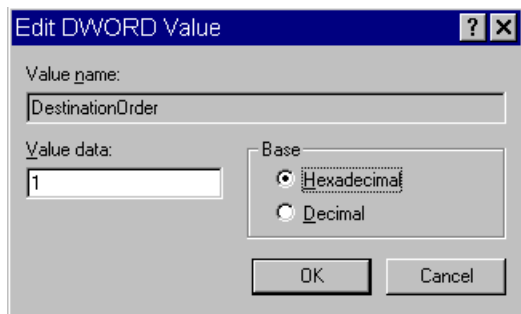 Edit DWORD Value
Value name:
DestinationOrder
Value data:
1
Base
Hexadecimal
Decimal
OK
Cancel